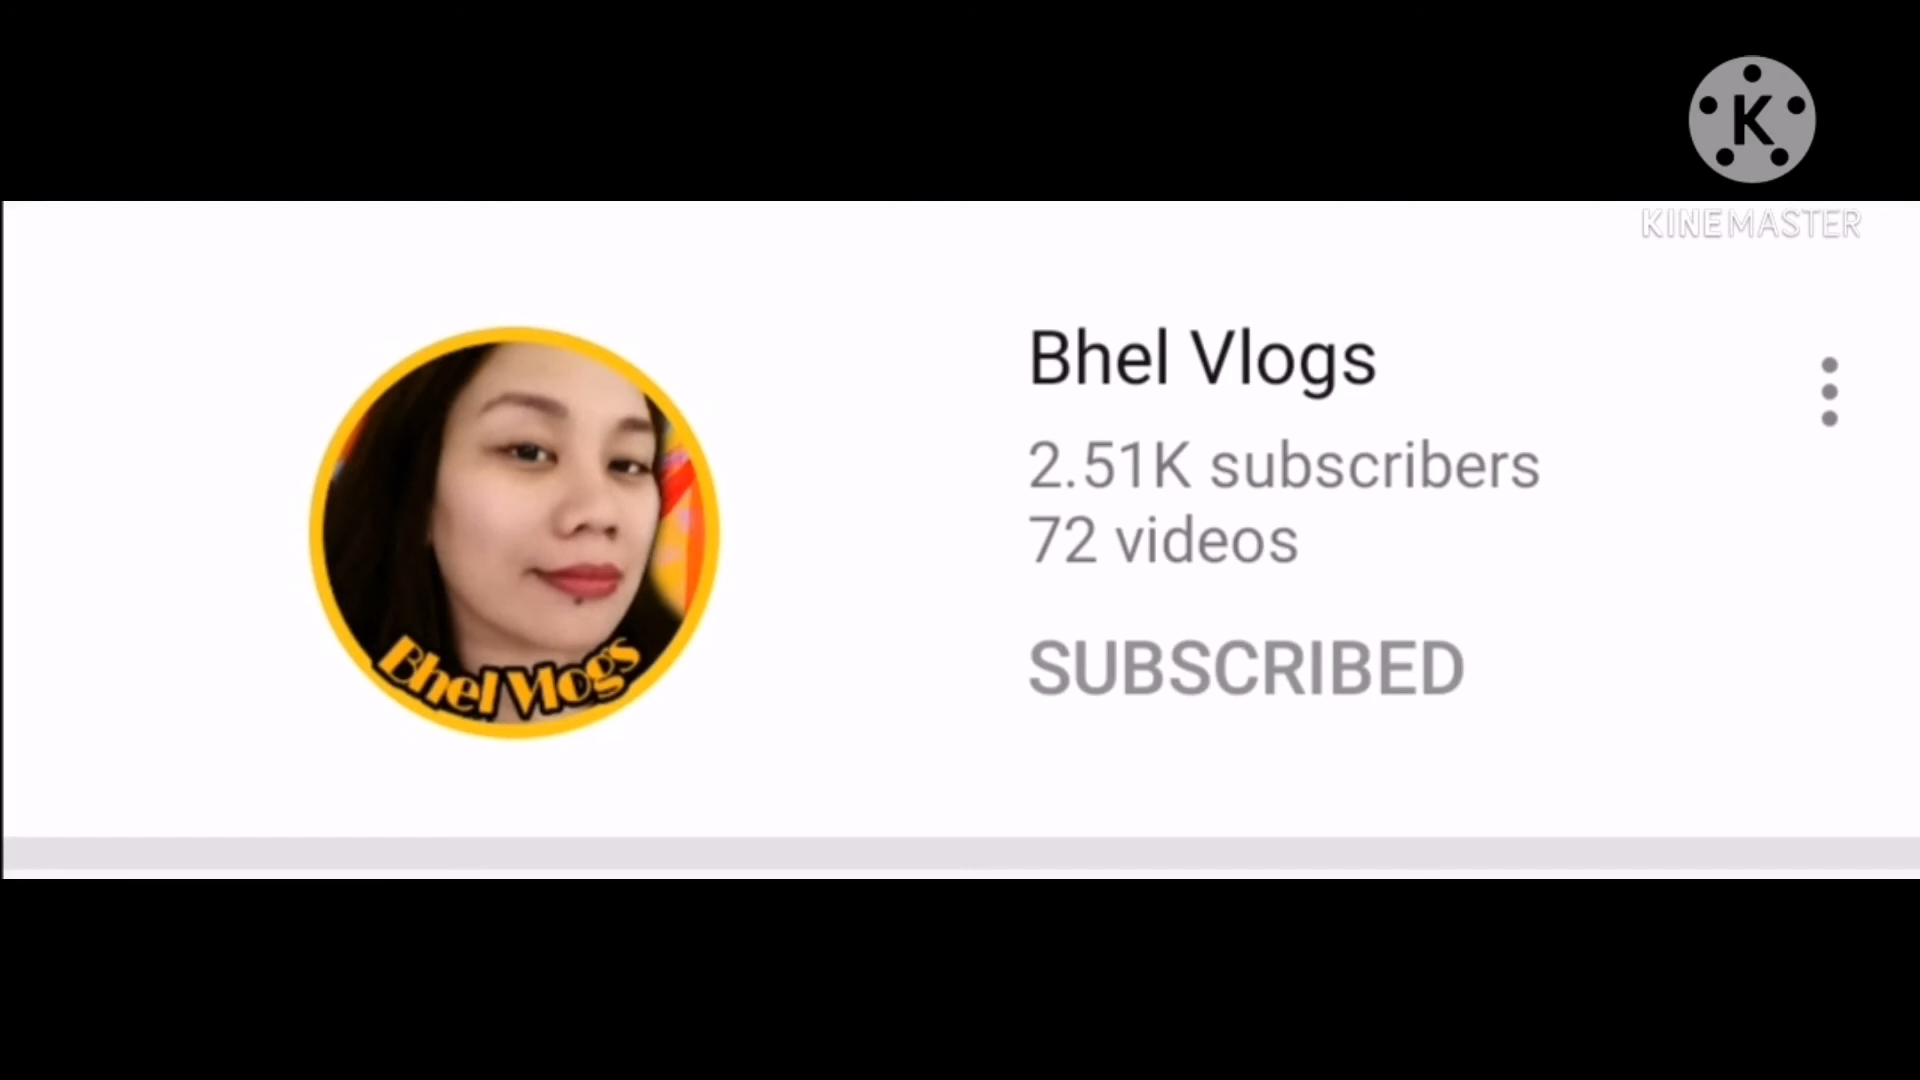 K
KINEMASTER
Bhel Vlogs
2.51K subscribers
72 videos
SUBSCRIBED
Bhel Vlogs